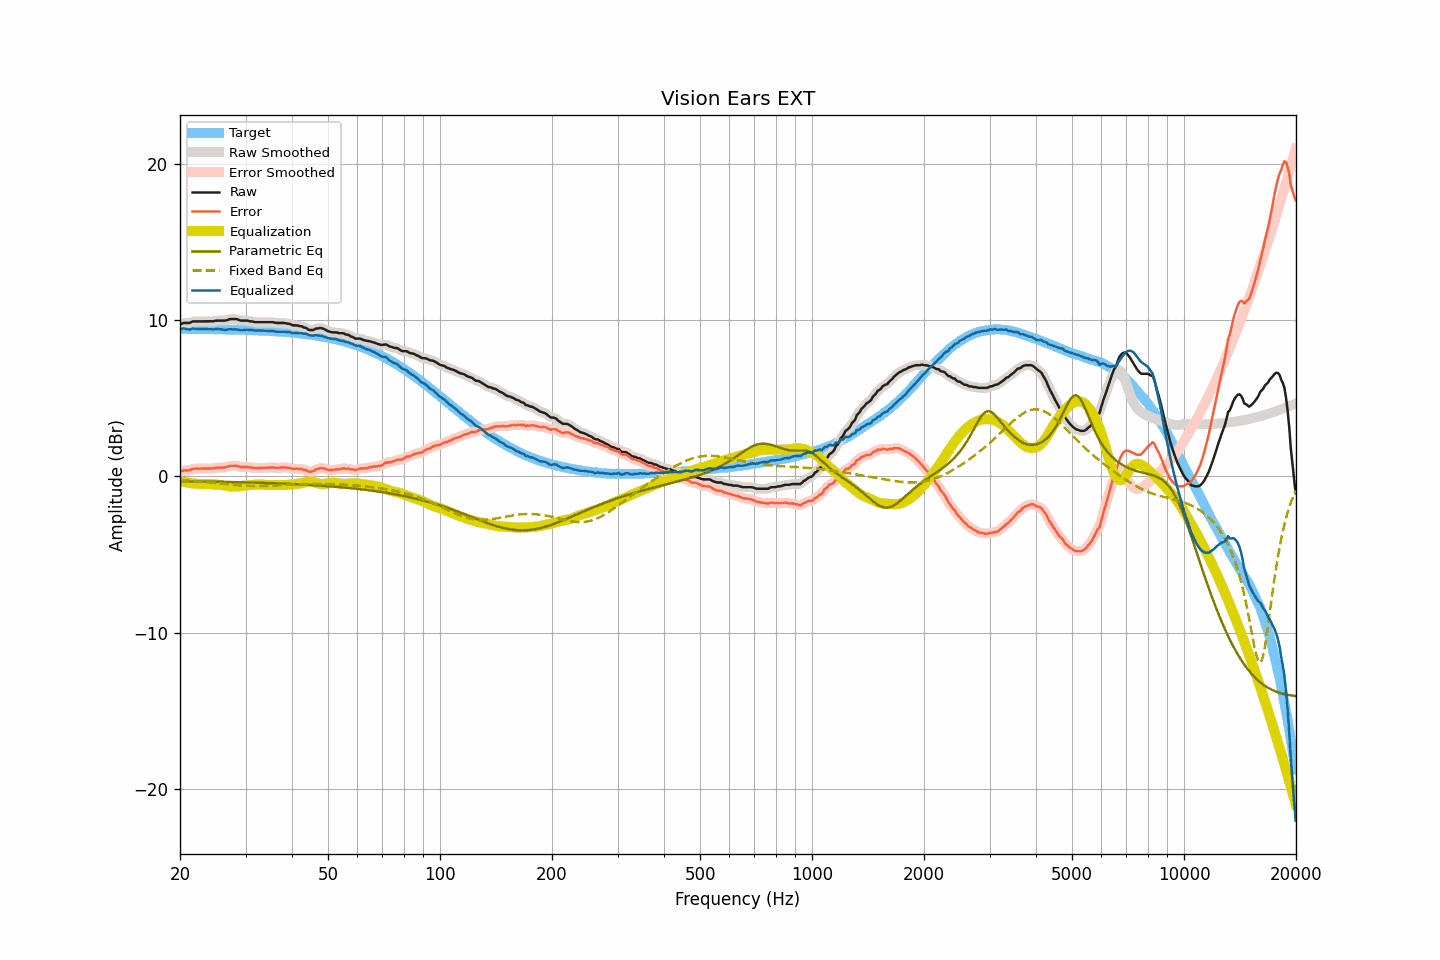 Vision Ears EXT
Target
Raw Smoothed
Error Smoothed
Raw
Error
Equalization
Parametric Eq
Fixed Band Eq
Equalized
20
10
0
−10
−20
Amplitude (dBr)
20 50 100 200 500 1000 2000 5000 10000 20000
Frequency (Hz)